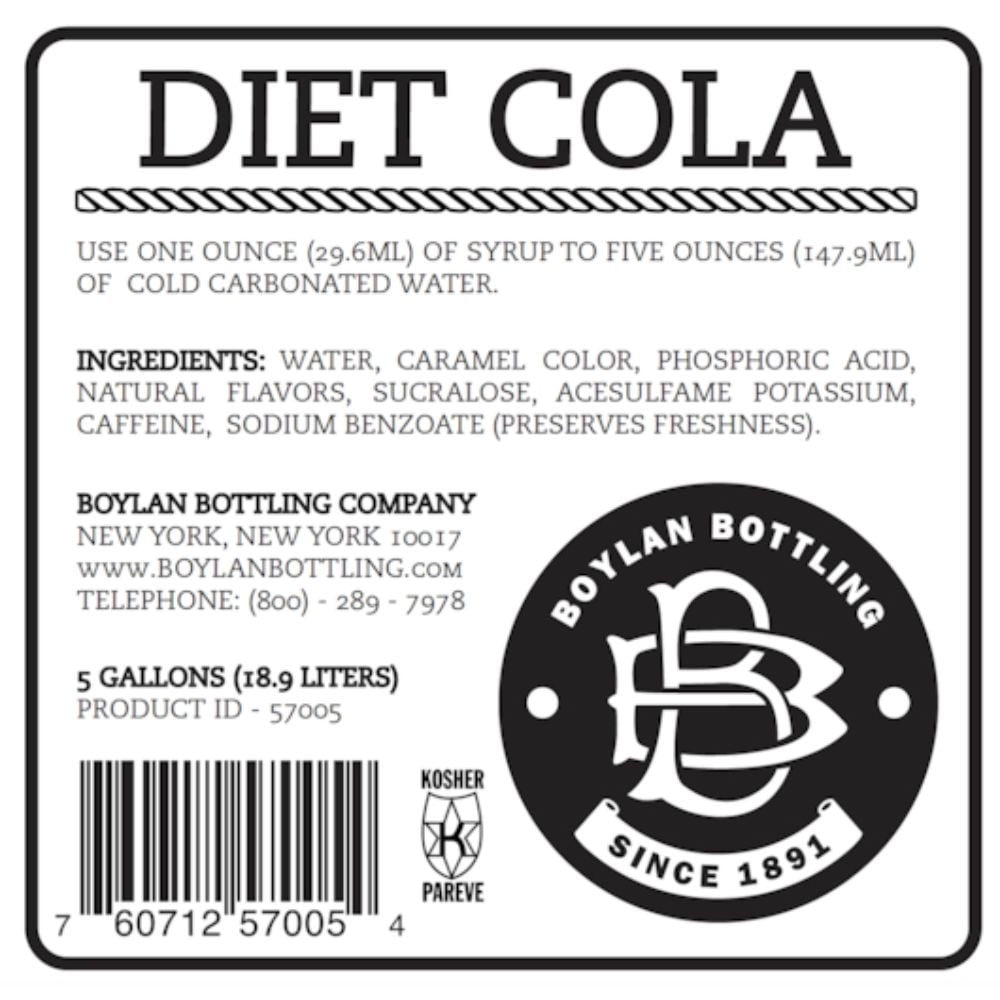 DIET COLA
USE ONE OUNCE (29.6ML) OF SYRUP TO FIVE OUNCES (147.9ML)
OF COLD CARBONATED WATER.
INGREDIENTS: WATER, CARAMEL COLOR, PHOSPHORIC ACID,
NATURAL FLAVORS, SUCRALOSE, ACESULFAME POTASSIUM,
CAFFEINE, SODIUM BENZOATE (PRESERVES FRESHNESS).
BOYLAN BOTTLING COMPANY
NEW YORK, NEW YORK 10017
WWW.BOYLANBOTTLING.COM
TELEPHONE: (800) - 289 - 7978
5 GALLONS (18.9 LITERS)
PRODUCT ID - 57005
7 60712 57005 4
KOSHER
K
PAREVE
BOYLAN BOTTLING
BB
SINCE 1891